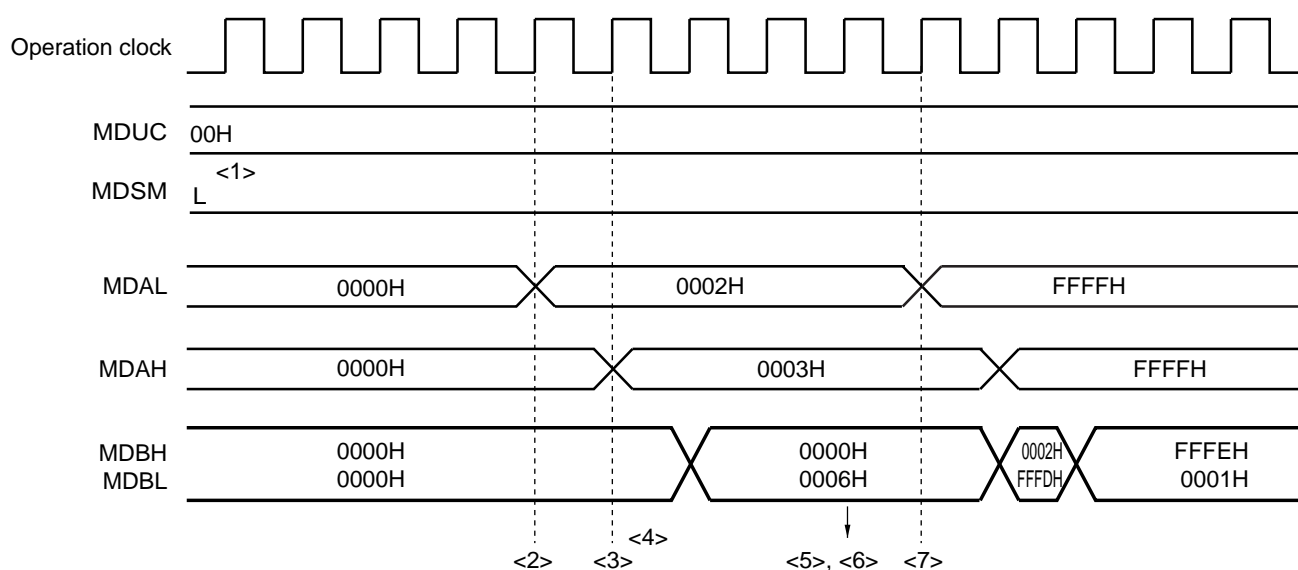 Operation clock
MDUC 00H
<1>
MDSM L
MDAL 0000H 0002H FFFFH
MDAH 0000H 0003H FFFFH
MDBH 0000H 0000H 0002H FFFEH
MDBL 0000H 0006H FFFDH 0001H
<4>
<2> <3> <5>, <6> <7>